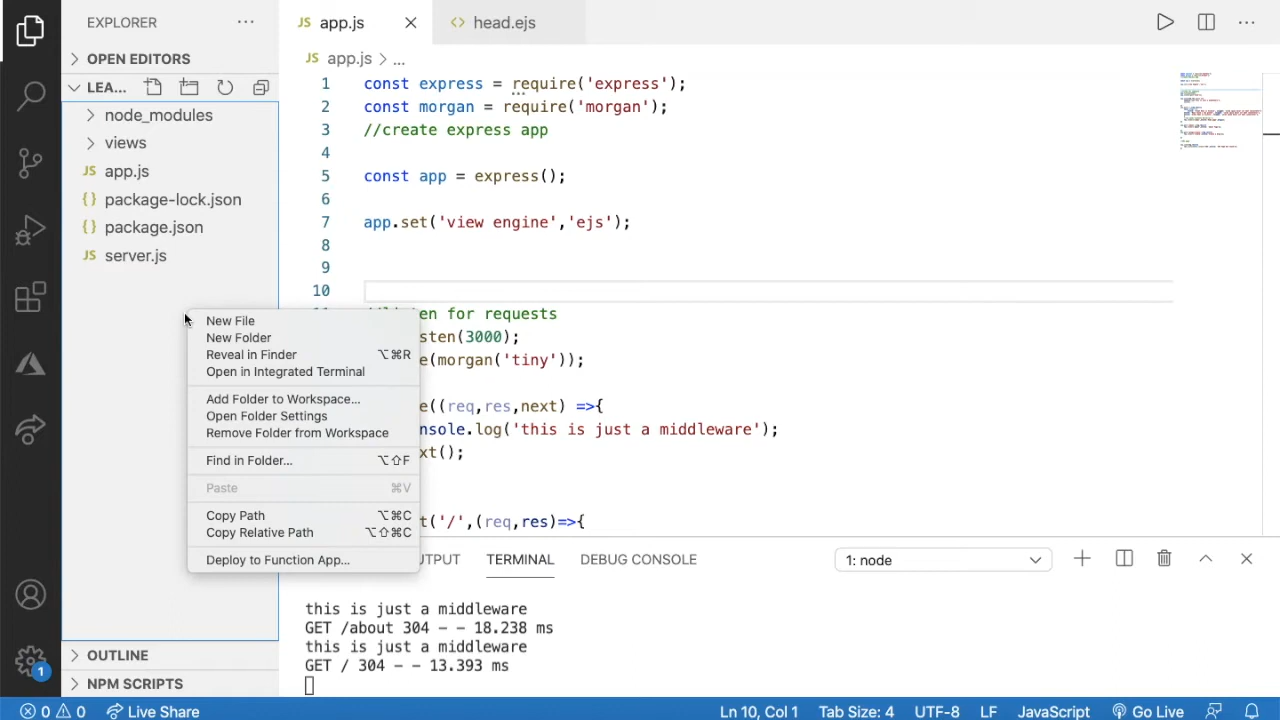 EXPLORER
OPEN EDITORS
LEA...
node_modules
views
JS app.js
{} package-lock.json
{} package.json
JS server.js
New File
New Folder
Reveal in Finder ⌥⌘R
Open in Integrated Terminal
Add Folder to Workspace...
Open Folder Settings
Remove Folder from Workspace
Find in Folder... ⌥⇧F
Paste ⌘V
Copy Path ⌥⌘C
Copy Relative Path ⌥⇧⌘C
Deploy to Function App...
OUTLINE
NPM SCRIPTS
JS app.js
<> head.ejs
JS app.js > ...
1 const express = require('express');
2 const morgan = require('morgan');
3 //create express app
4
5 const app = express();
6
7 app.set('view engine','ejs');
8
9
10
en for requests
sten(3000);
e(morgan('tiny'));
e((req,res,next) =>{
nsole.log('this is just a middleware');
xt();
t('/',(req,res)=>{
UTPUT
TERMINAL
DEBUG CONSOLE
1: node
this is just a middleware
GET /about 304 - - 18.238 ms
this is just a middleware
GET / 304 - - 13.393 ms
1
0 0 Live Share Ln 10, Col 1 Tab Size: 4 UTF-8 LF JavaScript Go Live